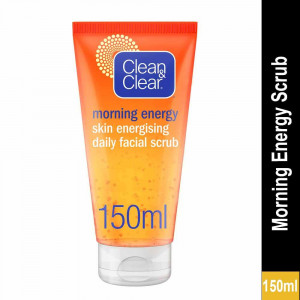 Clean &
Clear®
morning energy
skin energising
daily facial scrub
150ml
Morning Energy Scrub
150ml